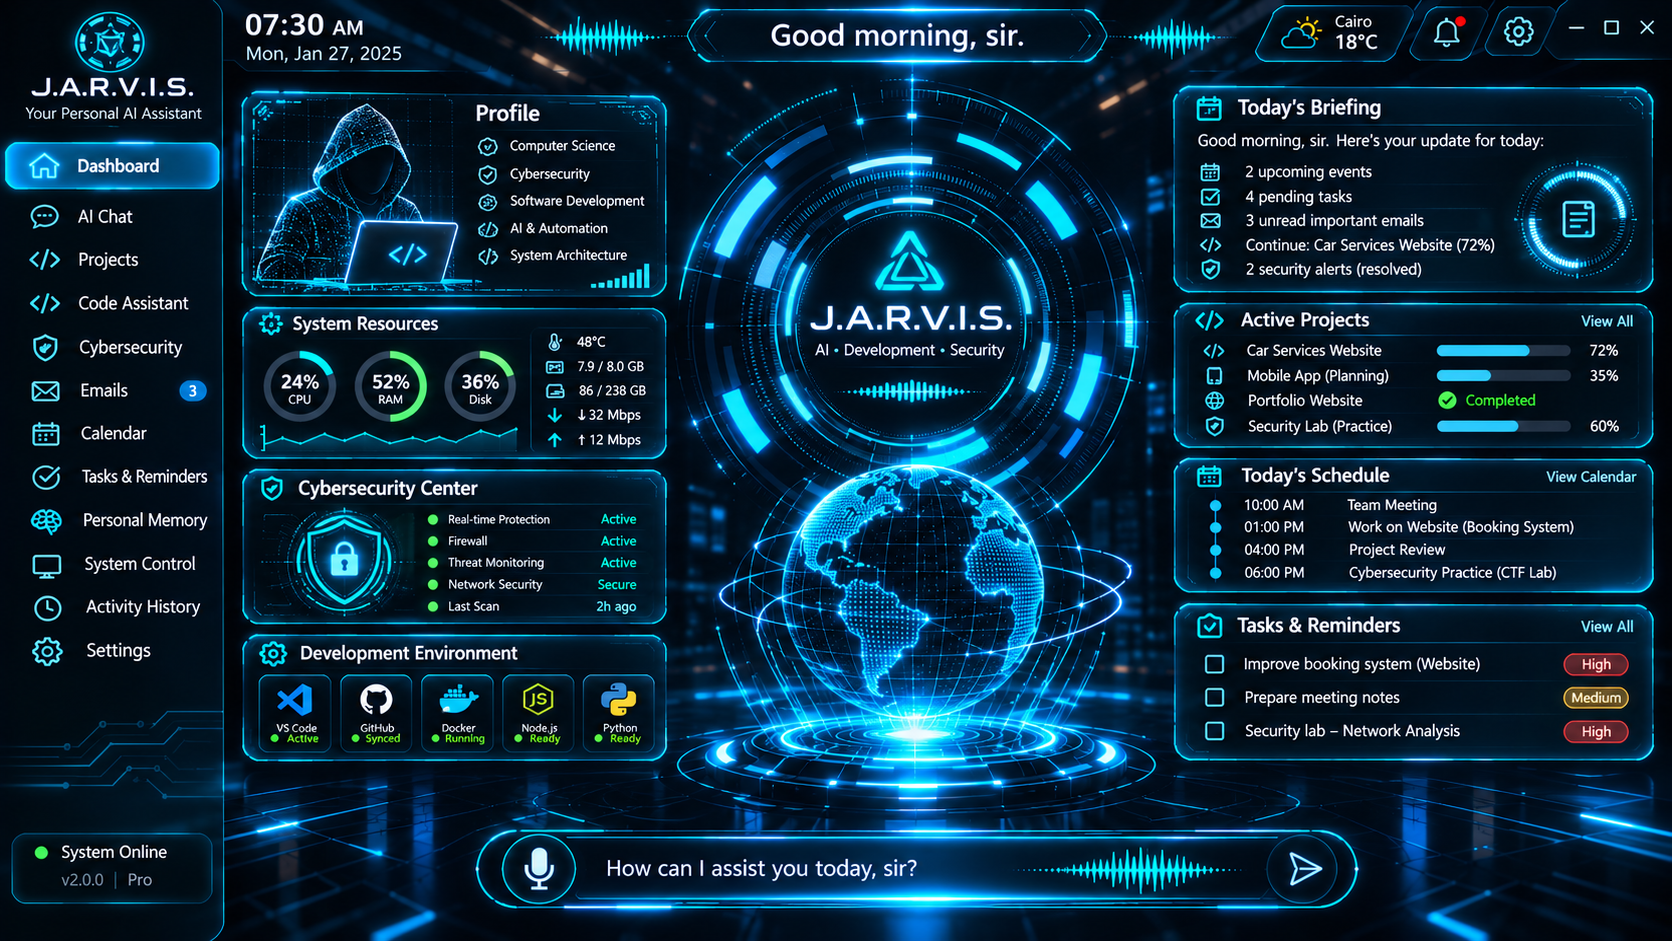 J.A.R.V.I.S.
Your Personal AI Assistant
Dashboard
AI Chat
Projects
Code Assistant
Cybersecurity
Emails 3
Calendar
Tasks & Reminders
Personal Memory
System Control
Activity History
Settings
System Online
v2.0.0 | Pro
07:30 AM
Mon, Jan 27, 2025
Good morning, sir.
Cairo
18°C
Profile
Computer Science
Cybersecurity
Software Development
AI & Automation
System Architecture
</>
System Resources
24%
CPU
52%
RAM
36%
Disk
48°C
7.9 / 8.0 GB
86 / 238 GB
↓ 32 Mbps
↑ 12 Mbps
Cybersecurity Center
Real-time Protection Active
Firewall Active
Threat Monitoring Active
Network Security Secure
Last Scan 2h ago
Development Environment
VS Code
Active
GitHub
Synced
Docker
Running
JS
Node.js
Ready
Python
Ready
J.A.R.V.I.S.
AI • Development • Security
How can I assist you today, sir?
Today's Briefing
Good morning, sir. Here's your update for today:
2 upcoming events
4 pending tasks
3 unread important emails
Continue: Car Services Website (72%)
2 security alerts (resolved)
Active Projects View All
Car Services Website 72%
Mobile App (Planning) 35%
Portfolio Website Completed
Security Lab (Practice) 60%
Today's Schedule View Calendar
10:00 AM Team Meeting
01:00 PM Work on Website (Booking System)
04:00 PM Project Review
06:00 PM Cybersecurity Practice (CTF Lab)
Tasks & Reminders View All
Improve booking system (Website) High
Prepare meeting notes Medium
Security lab – Network Analysis High